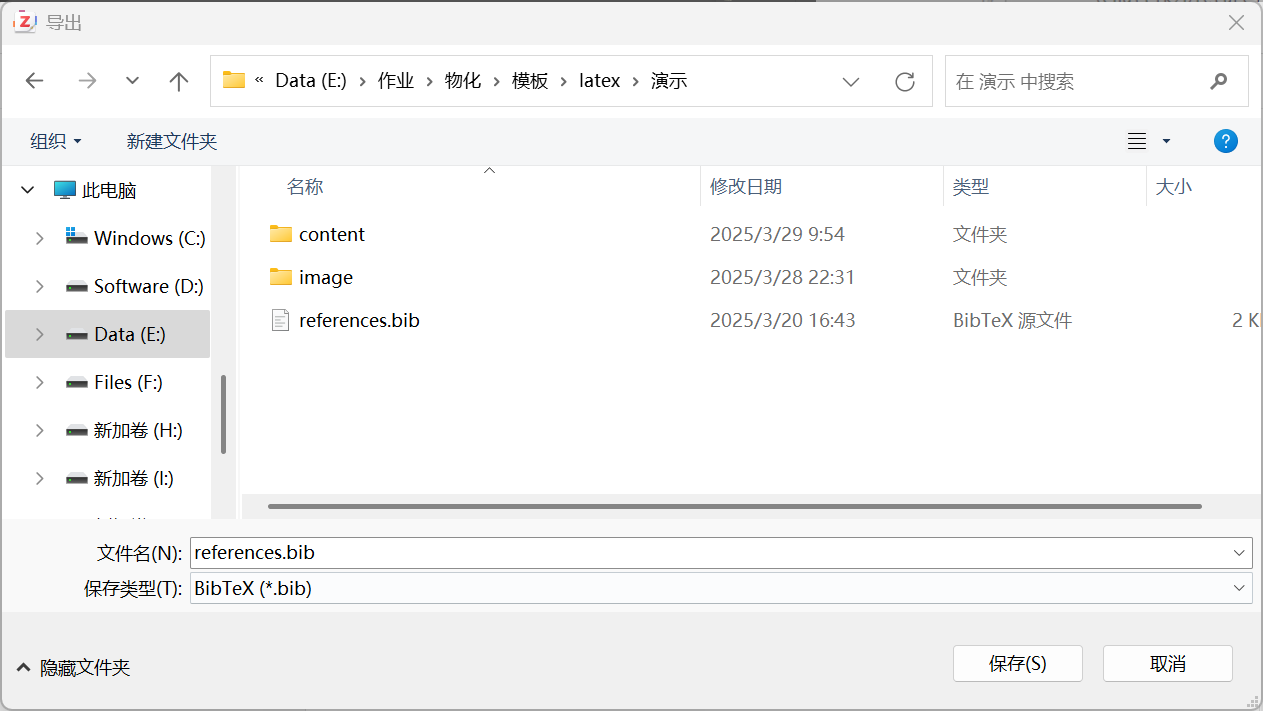 导出
« Data (E:) › 作业 › 物化 › 模板 › latex › 演示
在 演示 中搜索
组织
新建文件夹
?
名称
修改日期
类型
大小
此电脑
Windows (C:)
Software (D:)
Data (E:)
Files (F:)
新加卷 (H:)
新加卷 (I:)
content 2025/3/29 9:54 文件夹
image 2025/3/28 22:31 文件夹
references.bib 2025/3/20 16:43 BibTeX 源文件 2 K
文件名(N): references.bib
保存类型(T): BibTeX (*.bib)
隐藏文件夹
保存(S)
取消